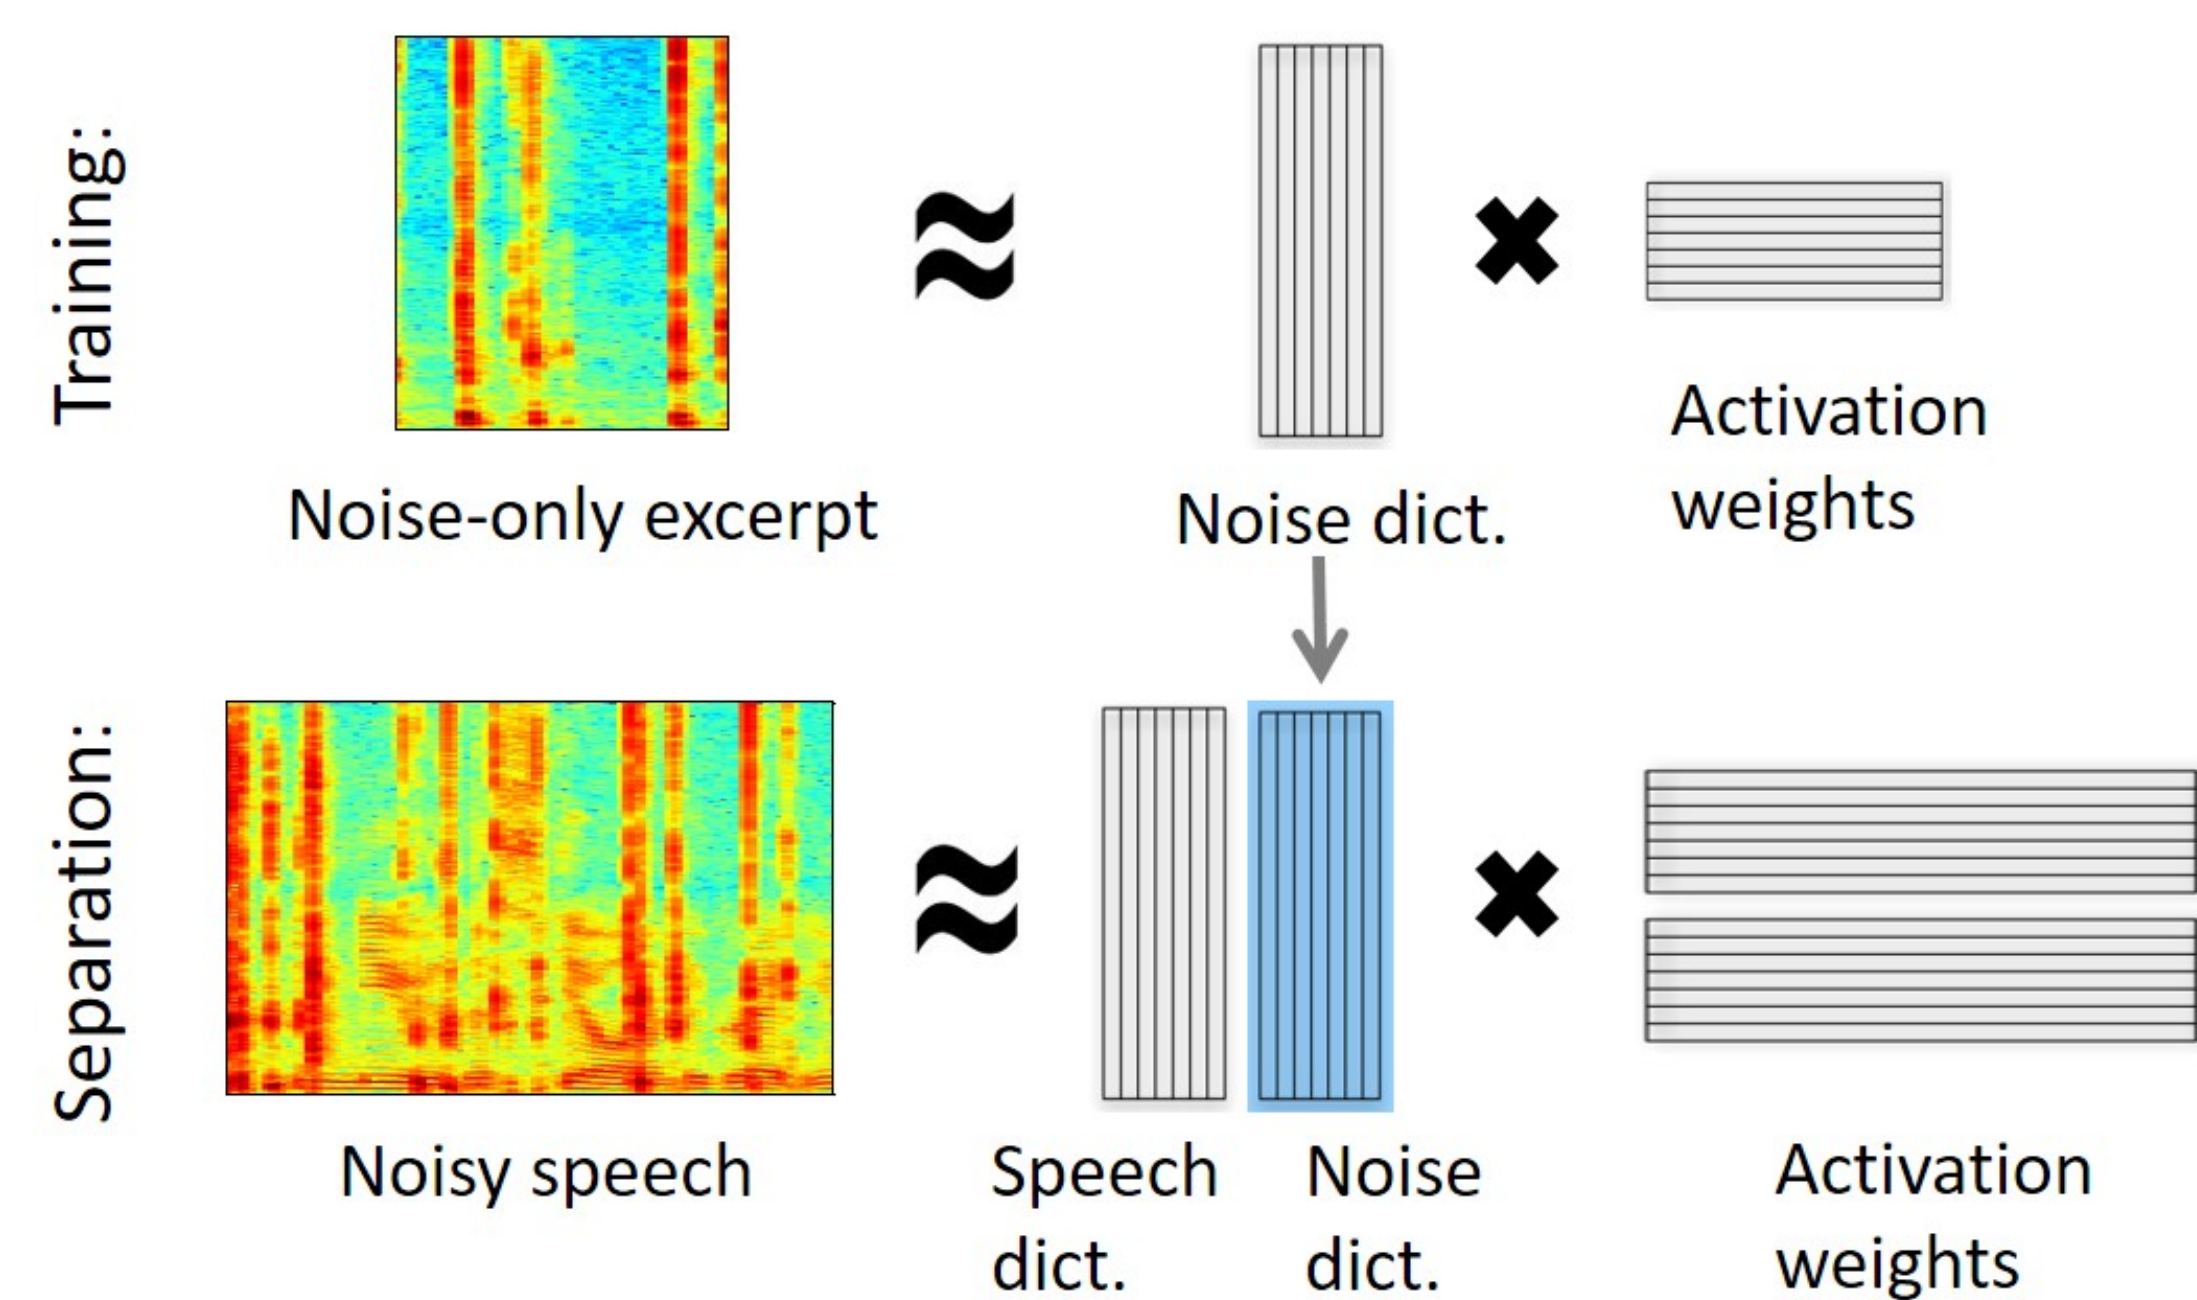 Training:
Noise-only excerpt
≈
Noise dict.
×
Activation
weights
Separation:
Noisy speech
≈
Speech
dict.
Noise
dict.
×
Activation
weights